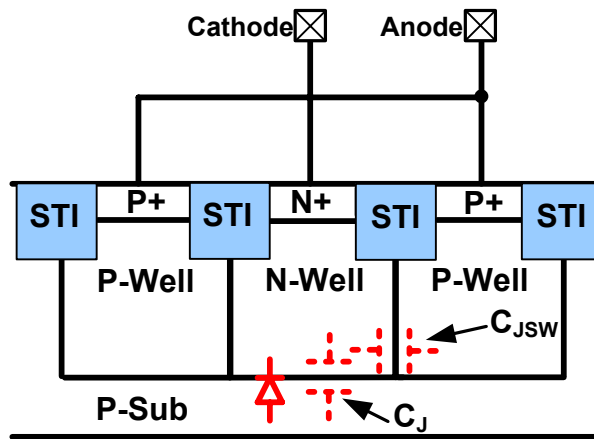 Cathode Anode
P+ N+ P+
STI STI STI STI
P-Well N-Well P-Well
CJSW
P-Sub CJ